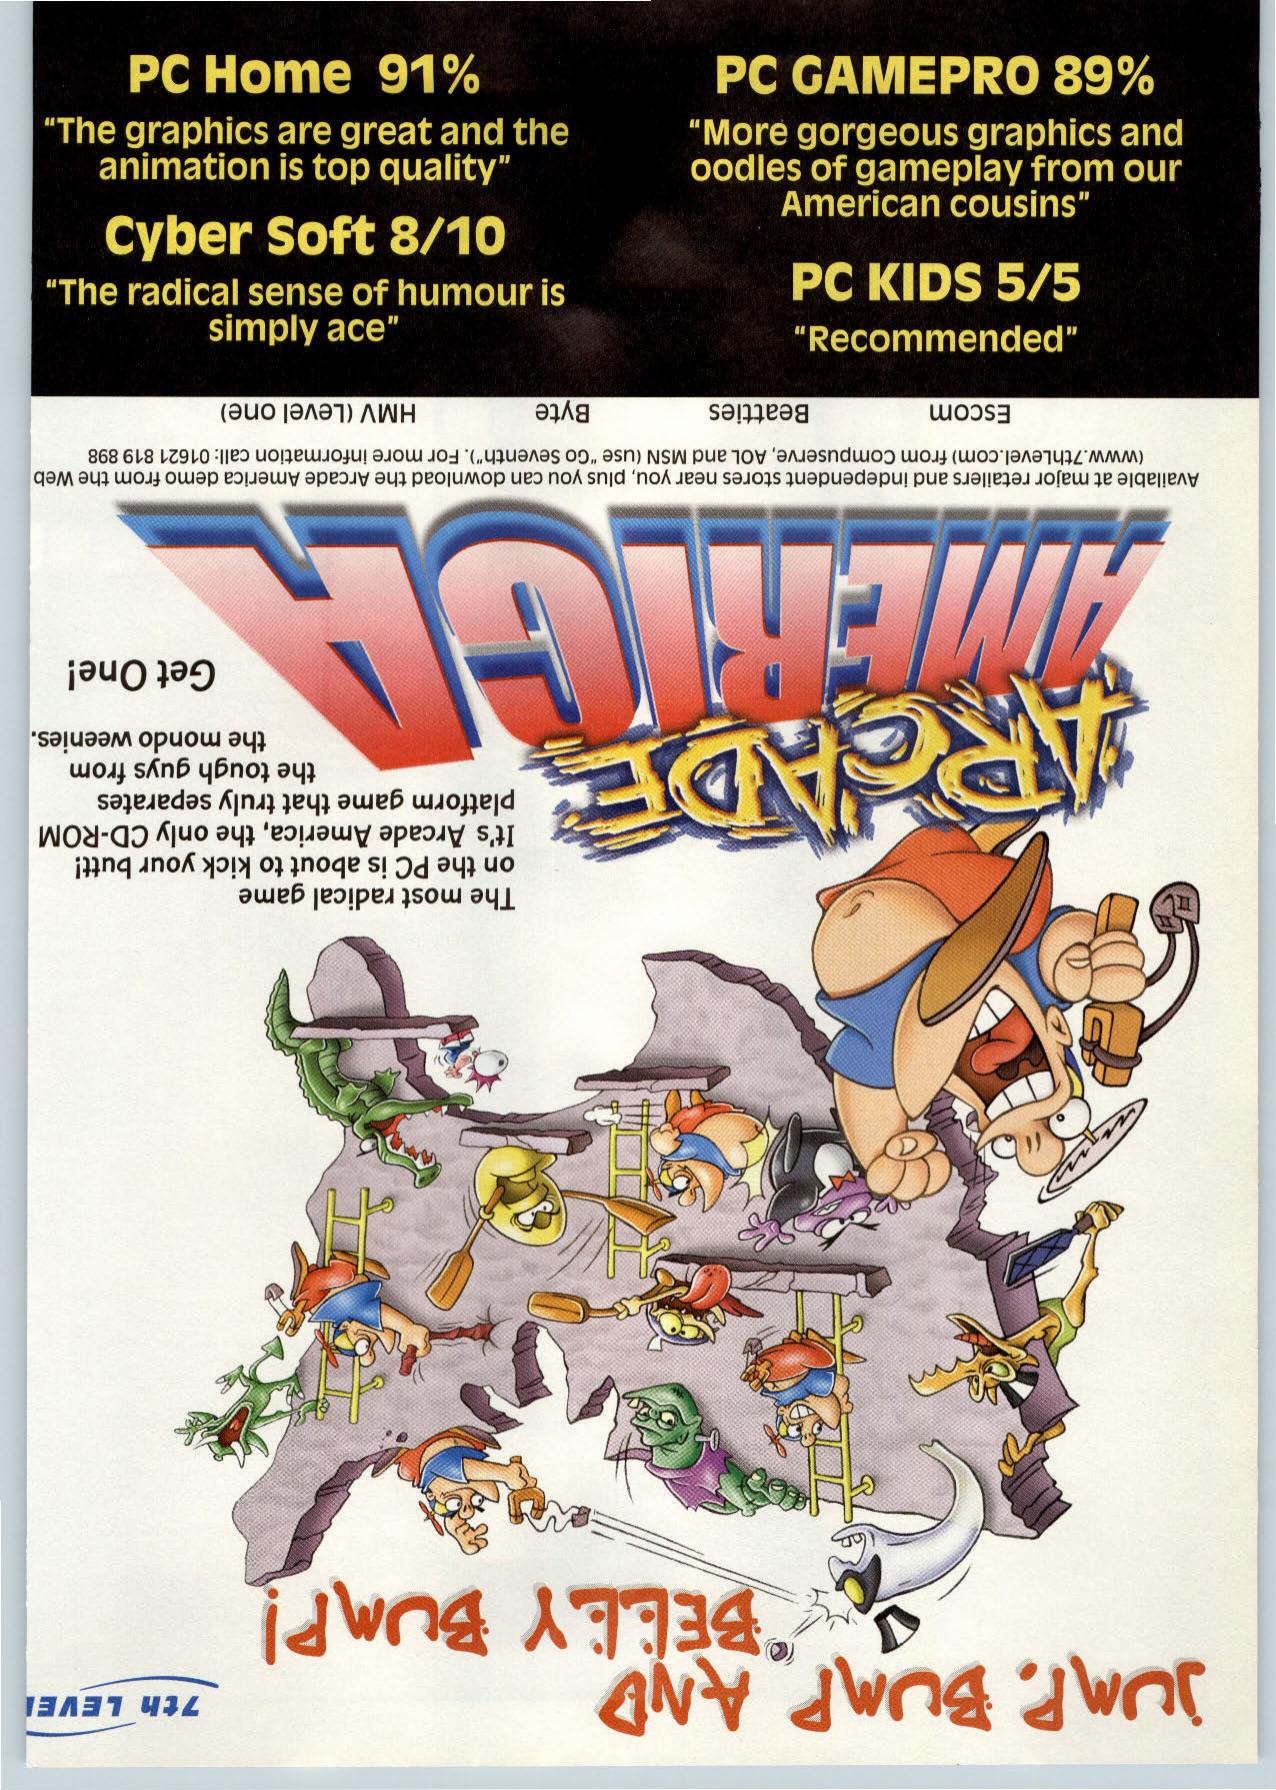 PC Home 91%
"The graphics are great and the
animation is top quality"
Cyber Soft 8/10
"The radical sense of humour is
simply ace"
PC GAMEPRO 89%
"More gorgeous graphics and
oodles of gameplay from our
American cousins"
PC KIDS 5/5
"Recommended"
JUMP, BUMP AND
BELLY BUMP!
7th LEVEL
The most radical game
on the PC is about to kick your butt!
It's Arcade America, the only CD-ROM
platform game that truly separates
the tough guys from
the mondo weenies.
Get One!
ARCADE
AMERICA
Available at major retailers and independent stores near you, plus you can download the Arcade America demo from the Web
(www.7thLevel.com) from Compuserve, AOL and MSN (use "Go Seventh"). For more information call: 01621 819 898
Escom Beatties Byte HMV (Level one)